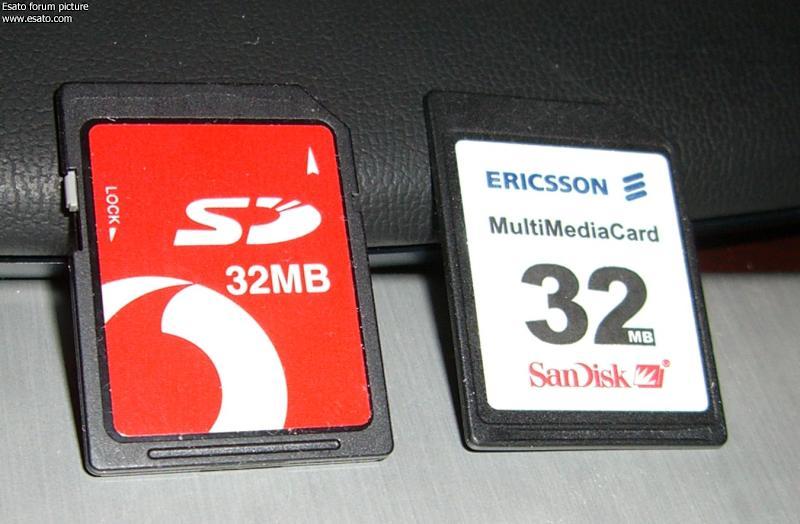 Esato forum picture
www.esato.com
LOCK
SD
32MB
ERICSSON
MultiMediaCard
32
MB
SanDisk